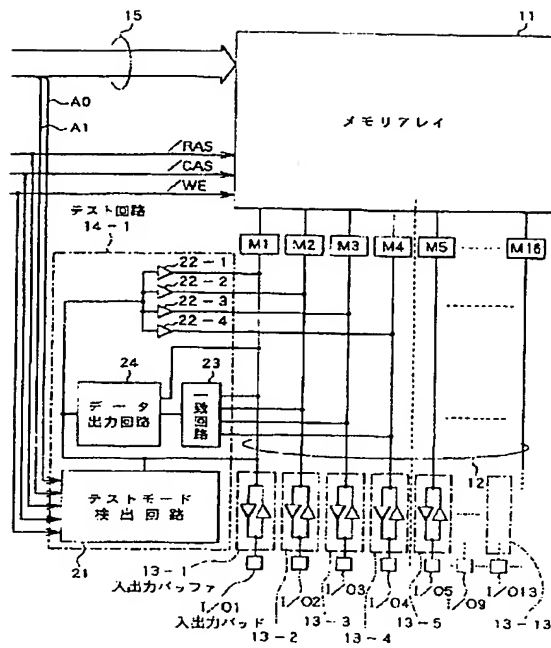 15
11
A0
A1
メモリアレイ
/RAS
/CAS
/WE
テスト回路
14-1
M1
M2
M3
M4
M5
M16
22-1
22-2
22-3
22-4
24
23
データ
出力回路
一致回路
12
テストモード
検出回路
21
13-1
入出力バッファ
I/O1
入出力パッド
I/O2
13-2
I/O3
13-3
I/O4
13-4
I/O5
13-5
I/O9
I/O13
13-13